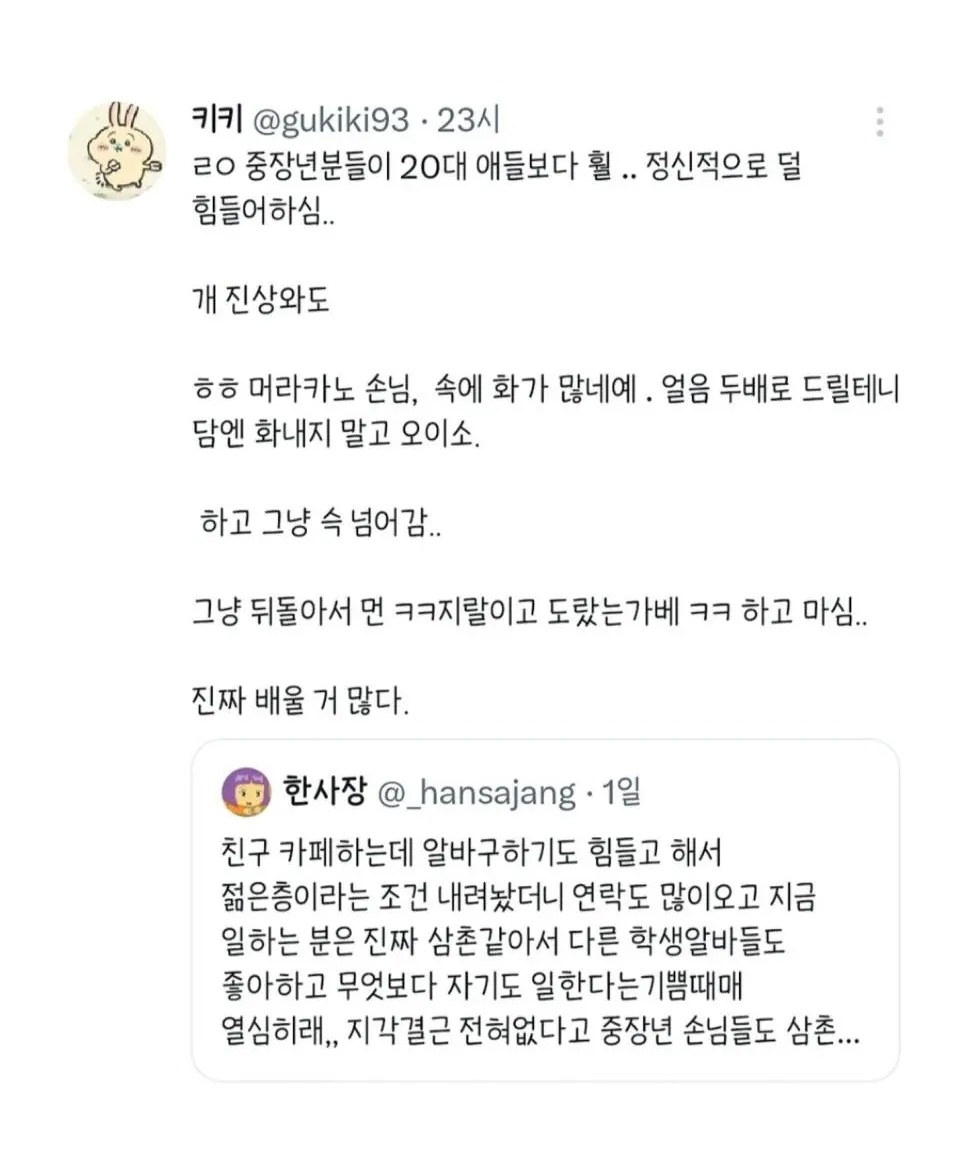 키키 @gukiki93 · 23시
ㄹㅇ 중장년분들이 20대 애들보다 훨 .. 정신적으로 덜
힘들어하심..
개 진상와도
ㅎㅎ 머라카노 손님,  속에 화가 많네예 . 얼음 두배로 드릴테니
담엔 화내지 말고 오이소.
하고 그냥 슥 넘어감..
그냥 뒤돌아서 먼 ㅋㅋ지랄이고 도랐는가베 ㅋㅋ 하고 마심..
진짜 배울 거 많다.
한사장 @_hansajang · 1일
친구 카페하는데 알바구하기도 힘들고 해서
젊은층이라는 조건 내려놨더니 연락도 많이오고 지금
일하는 분은 진짜 삼촌같아서 다른 학생알바들도
좋아하고 무엇보다 자기도 일한다는기쁨때매
열심히래,, 지각결근 전혀없다고 중장년 손님들도 삼촌...